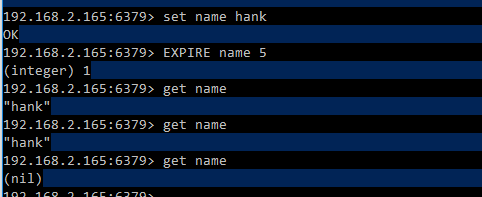 192.168.2.165:6379> set name hank
OK
192.168.2.165:6379> EXPIRE name 5
(integer) 1
192.168.2.165:6379> get name
"hank"
192.168.2.165:6379> get name
"hank"
192.168.2.165:6379> get name
(nil)
192.168.2.165:6379>